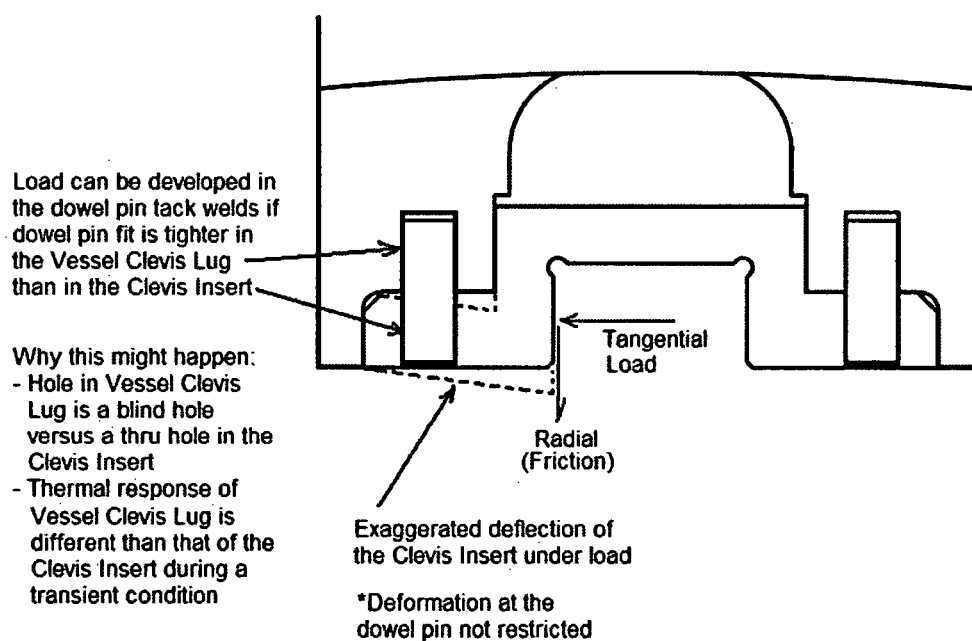 Load can be developed in
the dowel pin tack welds if
dowel pin fit is tighter in
the Vessel Clevis Lug
than in the Clevis Insert
Why this might happen:
- Hole in Vessel Clevis
Lug is a blind hole
versus a thru hole in the
Clevis Insert
- Thermal response of
Vessel Clevis Lug is
different than that of the
Clevis Insert during a
transient condition
Tangential
Load
Radial
(Friction)
Exaggerated deflection of
the Clevis Insert under load
*Deformation at the
dowel pin not restricted